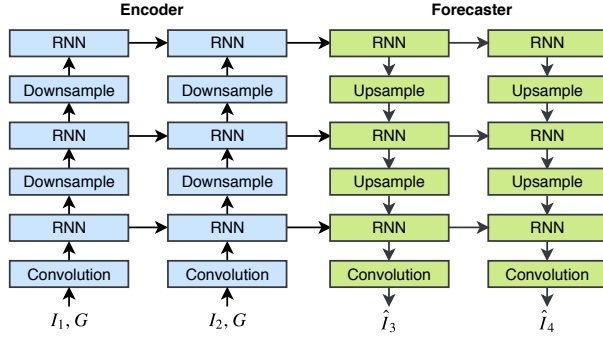 Encoder Forecaster
RNN RNN RNN RNN
Downsample Downsample Upsample Upsample
RNN RNN RNN RNN
Downsample Downsample Upsample Upsample
RNN RNN RNN RNN
Convolution Convolution Convolution Convolution
I₁, G I₂, G Î₃ Î₄